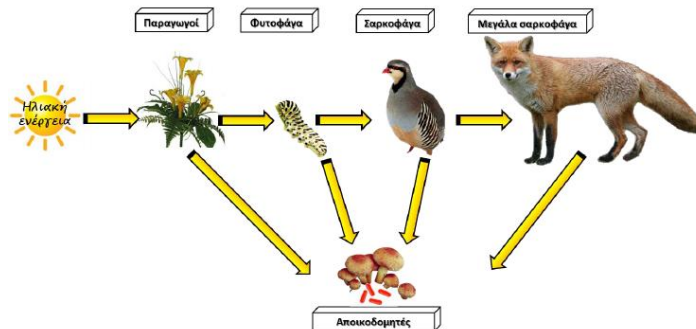 Παραγωγοί
Φυτοφάγα
Σαρκοφάγα
Μεγάλα σαρκοφάγα
Ηλιακή
ενέργεια
Αποικοδομητές